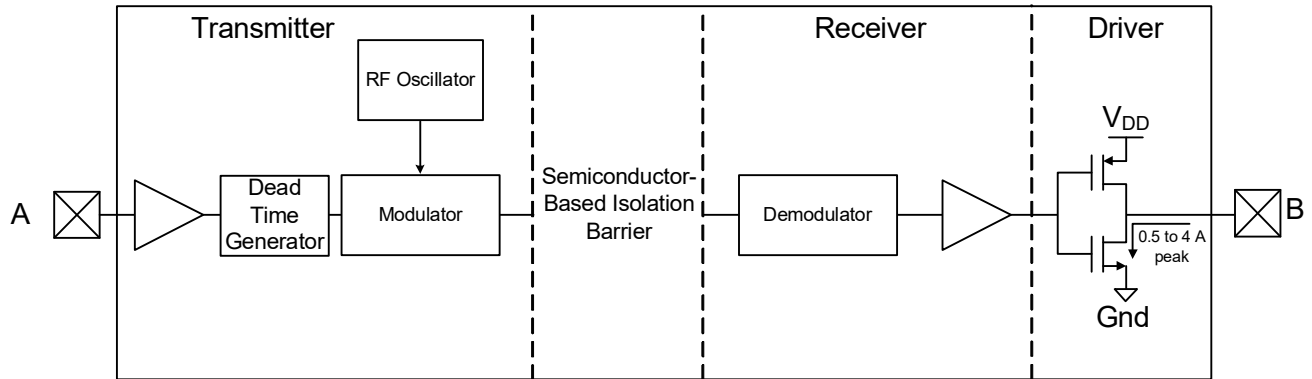 Transmitter
Receiver
Driver
RF Oscillator
V_DD
A
Dead
Time
Generator
Modulator
Semiconductor-
Based Isolation
Barrier
Demodulator
B
0.5 to 4 A
peak
Gnd